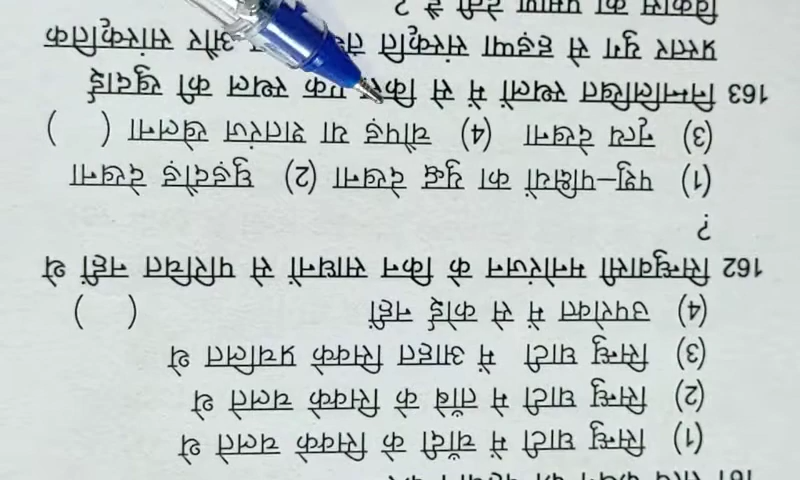 161
(1) सिन्धु घाटी में चाँदी के सिक्के चलते थे
(2) सिन्धु घाटी मे ताँबे के सिक्के चलते थे
(3) सिन्धु घाटी में आहत सिक्के प्रचलित थे
(4) उपरोक्त में से कोई नहीं ( )
162 सिन्धुवासी मनोरंजन के किन साधनों से परिचित नहीं थे
?
(1) पशु-पक्षियों का युद्ध देखना (2) घुड़दौड़ देखना
(3) नृत्य देखना (4) चौपड़ या शतरंज खेलना ( )
163 निम्नलिखित स्थलों में से किस एक स्थल की खुदाई
प्रस्तर युग से हड़प्पा संस्कृति और सांस्कृतिक
विकास का प्रमाण देती है ?